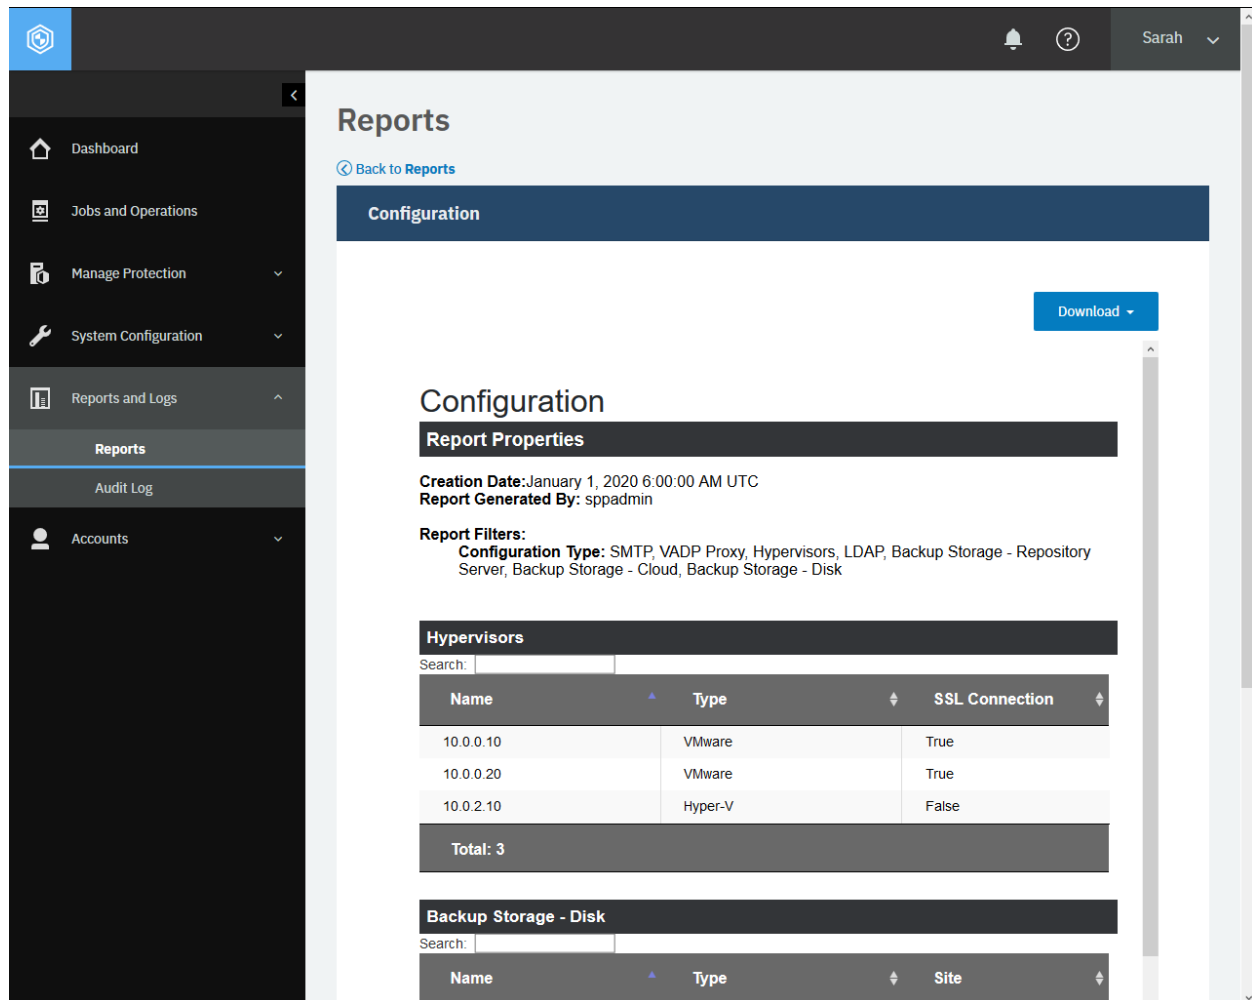 Sarah
Reports
Dashboard
Back to Reports
Jobs and Operations
Configuration
Manage Protection
System Configuration
Download
Reports and Logs
Reports
Audit Log
Accounts
Configuration
Report Properties
Creation Date:January 1, 2020 6:00:00 AM UTC
Report Generated By: sppadmin
Report Filters:
Configuration Type: SMTP, VADP Proxy, Hypervisors, LDAP, Backup Storage - Repository
Server, Backup Storage - Cloud, Backup Storage - Disk
Hypervisors
Search:
Name Type SSL Connection
10.0.0.10 VMware True
10.0.0.20 VMware True
10.0.2.10 Hyper-V False
Total: 3
Backup Storage - Disk
Search:
Name Type Site